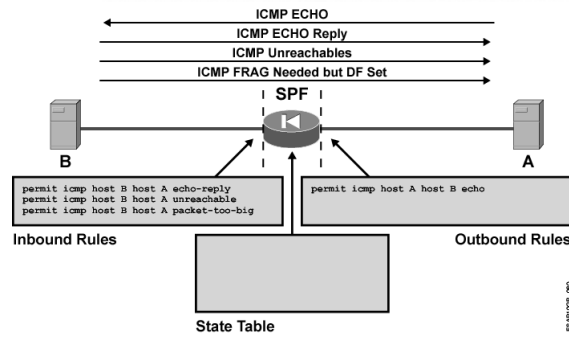 ICMP ECHO
ICMP ECHO Reply
ICMP Unreachables
ICMP FRAG Needed but DF Set
SPF
B
A
permit icmp host B host A echo-reply
permit icmp host B host A unreachable
permit icmp host B host A packet-too-big
permit icmp host A host B echo
Inbound Rules
Outbound Rules
State Table